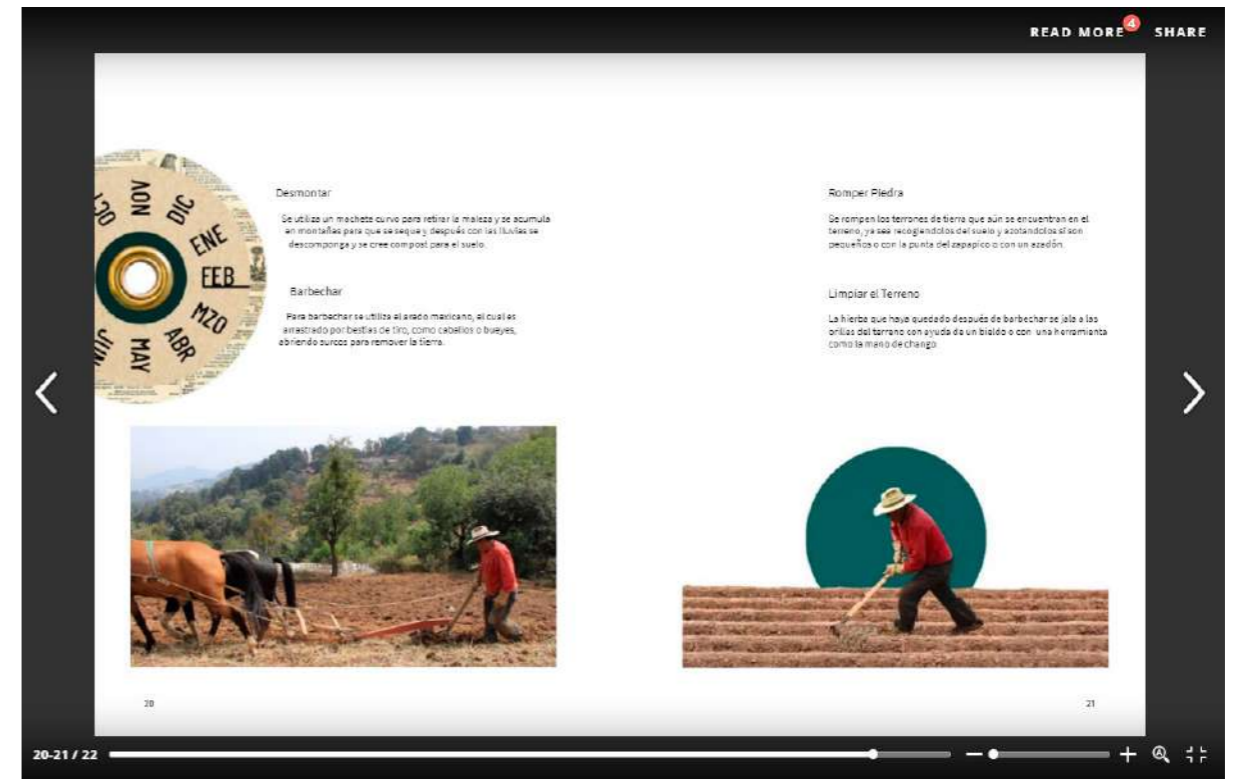 READ MORE 4 SHARE
OCT
NOV
DIC
ENE
FEB
MZO
ABR
MAY
JUN
Desmontar
Se utiliza un machete curvo para retirar la maleza y se acumula
en montañas para que se seque y después con las lluvias se
descomponga y se cree compost para el suelo.
Barbechar
Para barbechar se utiliza el arado mexicano, el cual es
arrastrado por bestias de tiro, como caballos o bueyes,
abriendo surcos para remover la tierra.
20
Romper Piedra
Se rompen los terrones de tierra que aún se encuentran en el
terreno, ya sea recogiendolos del suelo y azotandolos si son
pequeños o con la punta del zapapico o con un azadón.
Limpiar el Terreno
La hierba que haya quedado después de barbechar se jala a las
orillas del terreno con ayuda de un bieldo o con una herramienta
como la mano de chango.
21
20-21 / 22